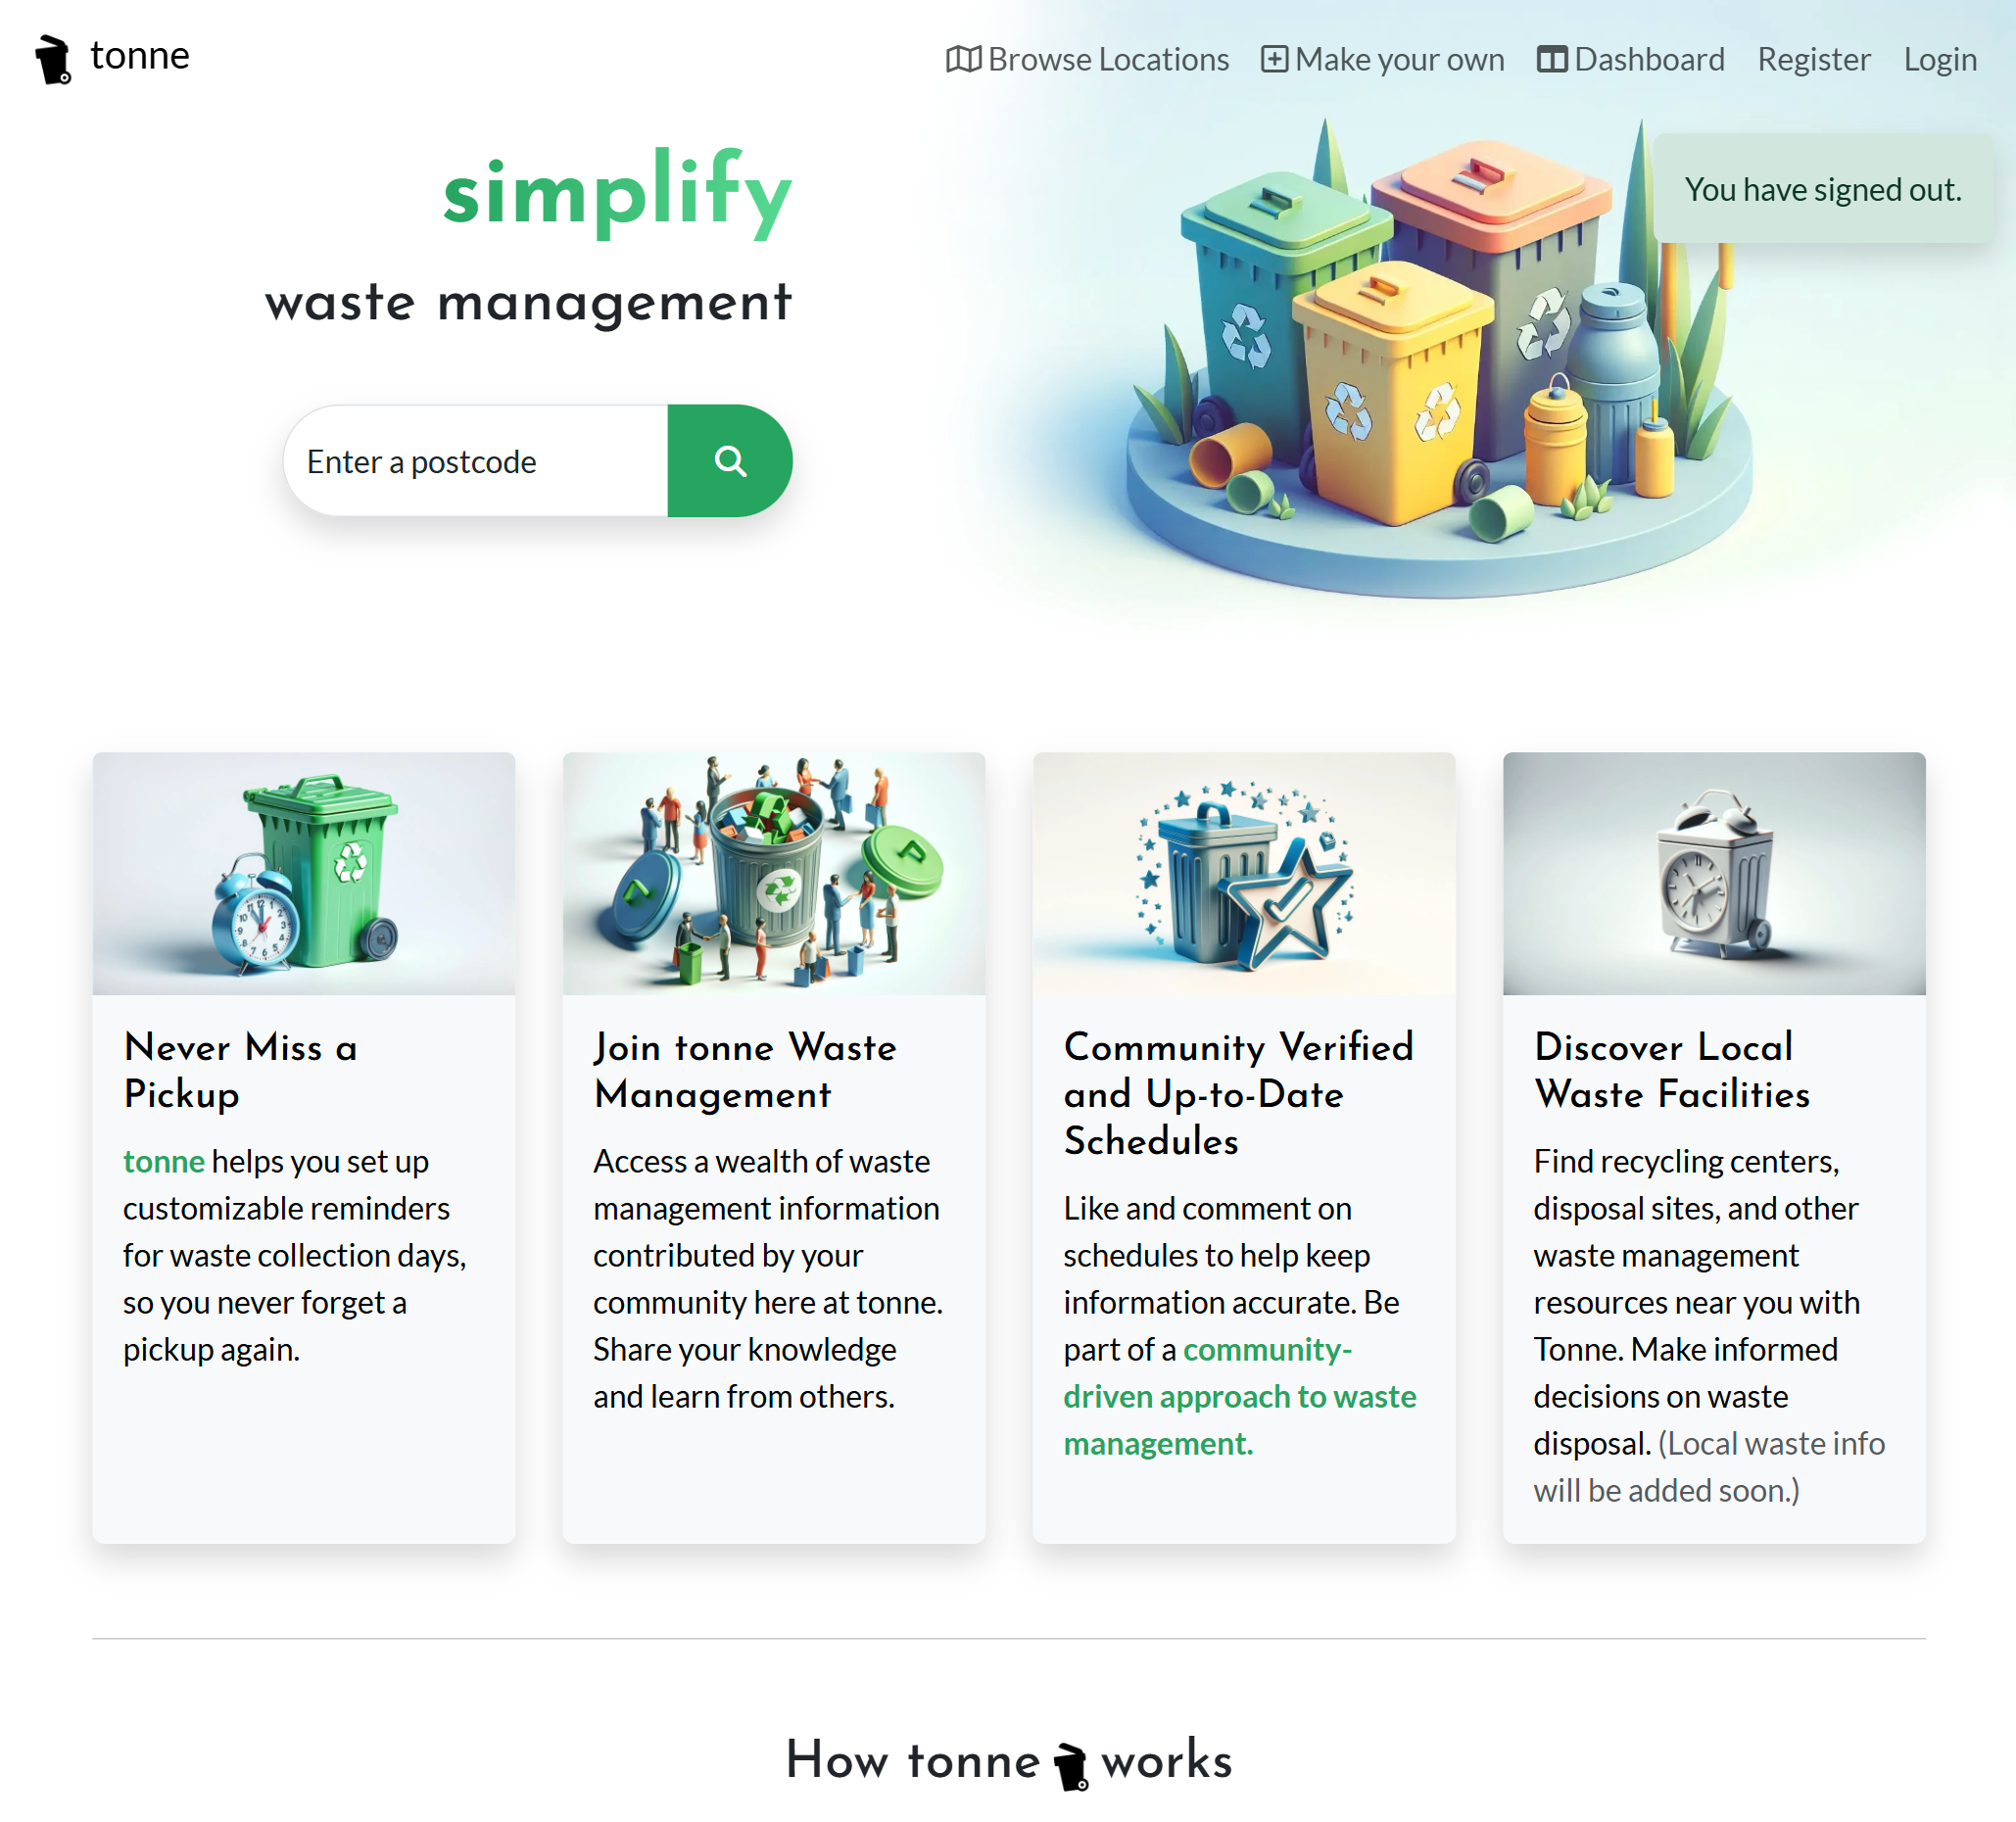 tonne
Browse Locations
Make your own
Dashboard
Register
Login
You have signed out.
simplify
waste management
Enter a postcode
Never Miss a
Pickup
tonne helps you set up
customizable reminders
for waste collection days,
so you never forget a
pickup again.
Join tonne Waste
Management
Access a wealth of waste
management information
contributed by your
community here at tonne.
Share your knowledge
and learn from others.
Community Verified
and Up-to-Date
Schedules
Like and comment on
schedules to help keep
information accurate. Be
part of a community-
driven approach to waste
management.
Discover Local
Waste Facilities
Find recycling centers,
disposal sites, and other
waste management
resources near you with
Tonne. Make informed
decisions on waste
disposal. (Local waste info
will be added soon.)
How tonne works